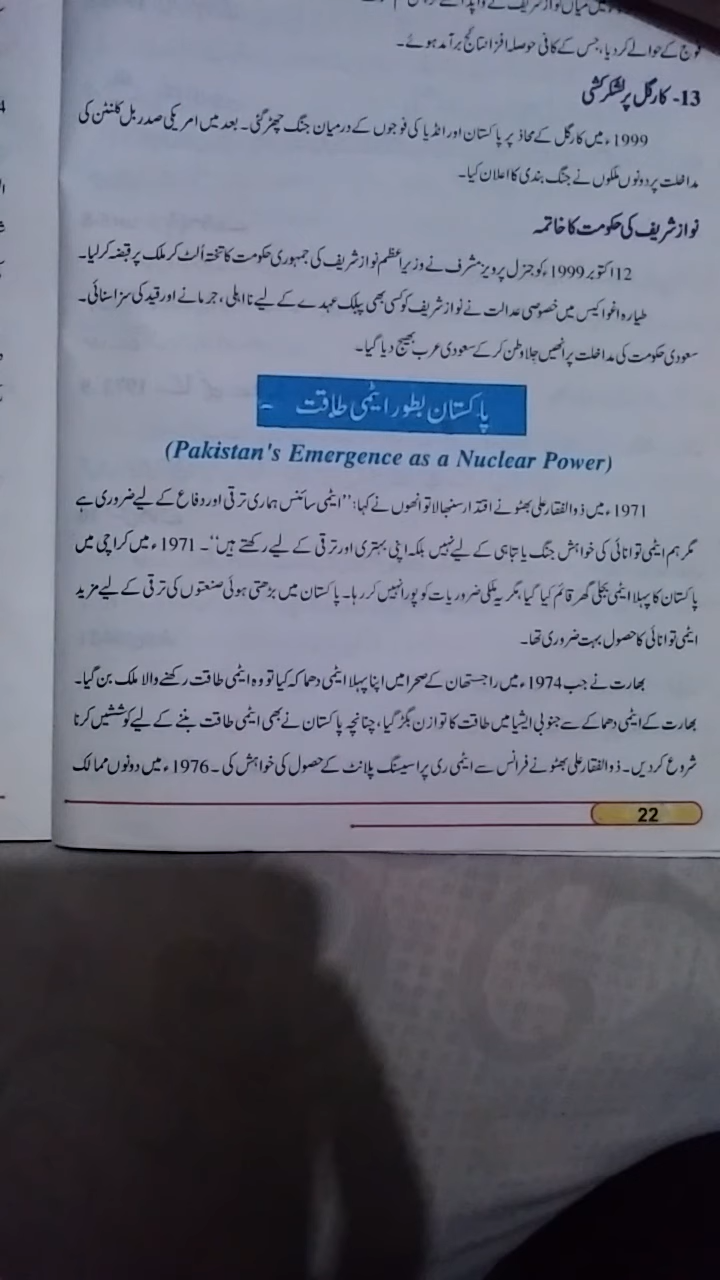 میں میاں نواز شریف نے واپڈا
فوج کے حوالے کر دیا، جس کے کافی حوصلہ افزا نتائج برآمد ہوئے۔
13- کارگل پر لشکر کشی
1999ء میں کارگل کے محاذ پر پاکستان اور انڈیا کی فوجوں کے درمیان جنگ چھڑ گئی۔ بعد میں امریکی صدر بل کلنٹن کی
مداخلت پر دونوں ملکوں نے جنگ بندی کا اعلان کیا۔
نواز شریف کی حکومت کا خاتمہ
12 اکتوبر 1999ء کو جنرل پرویز مشرف نے وزیراعظم نواز شریف کی جمہوری حکومت کا تختہ اُلٹ کر ملک پر قبضہ کر لیا۔
طیارہ اغوا کیس میں خصوصی عدالت نے نواز شریف کو کسی بھی پبلک عہدے کے لیے نااہلی، جرمانے اور قید کی سزا سنائی۔
سعودی حکومت کی مداخلت پر انھیں جلا وطن کر کے سعودی عرب بھیج دیا گیا۔
پاکستان بطور ایٹمی طاقت -
(Pakistan's Emergence as a Nuclear Power)
1971ء میں ذوالفقار علی بھٹو نے اقتدار سنبھالا تو انھوں نے کہا: ’’ایٹمی سائنس ہماری ترقی اور دفاع کے لیے ضروری ہے
مگر ہم ایٹمی توانائی کی خواہش جنگ یا تباہی کے لیے نہیں بلکہ اپنی بہتری اور ترقی کے لیے رکھتے ہیں‘‘۔ 1971ء میں کراچی میں
پاکستان کا پہلا ایٹمی بجلی گھر قائم کیا گیا، مگر یہ ملکی ضروریات کو پورا نہیں کر رہا۔ پاکستان میں بڑھتی ہوئی صنعتوں کی ترقی کے لیے مزید
ایٹمی توانائی کا حصول بہت ضروری تھا۔
بھارت نے جب 1974ء میں راجستھان کے صحرا میں اپنا پہلا ایٹمی دھماکہ کیا تو وہ ایٹمی طاقت رکھنے والا ملک بن گیا۔
بھارت کے ایٹمی دھماکے سے جنوبی ایشیا میں طاقت کا توازن بگڑ گیا، چنانچہ پاکستان نے بھی ایٹمی طاقت بننے کے لیے کوششیں کرنا
شروع کر دیں۔ ذوالفقار علی بھٹو نے فرانس سے ایٹمی ری پراسیسنگ پلانٹ کے حصول کی خواہش کی۔ 1976ء میں دونوں ممالک
22